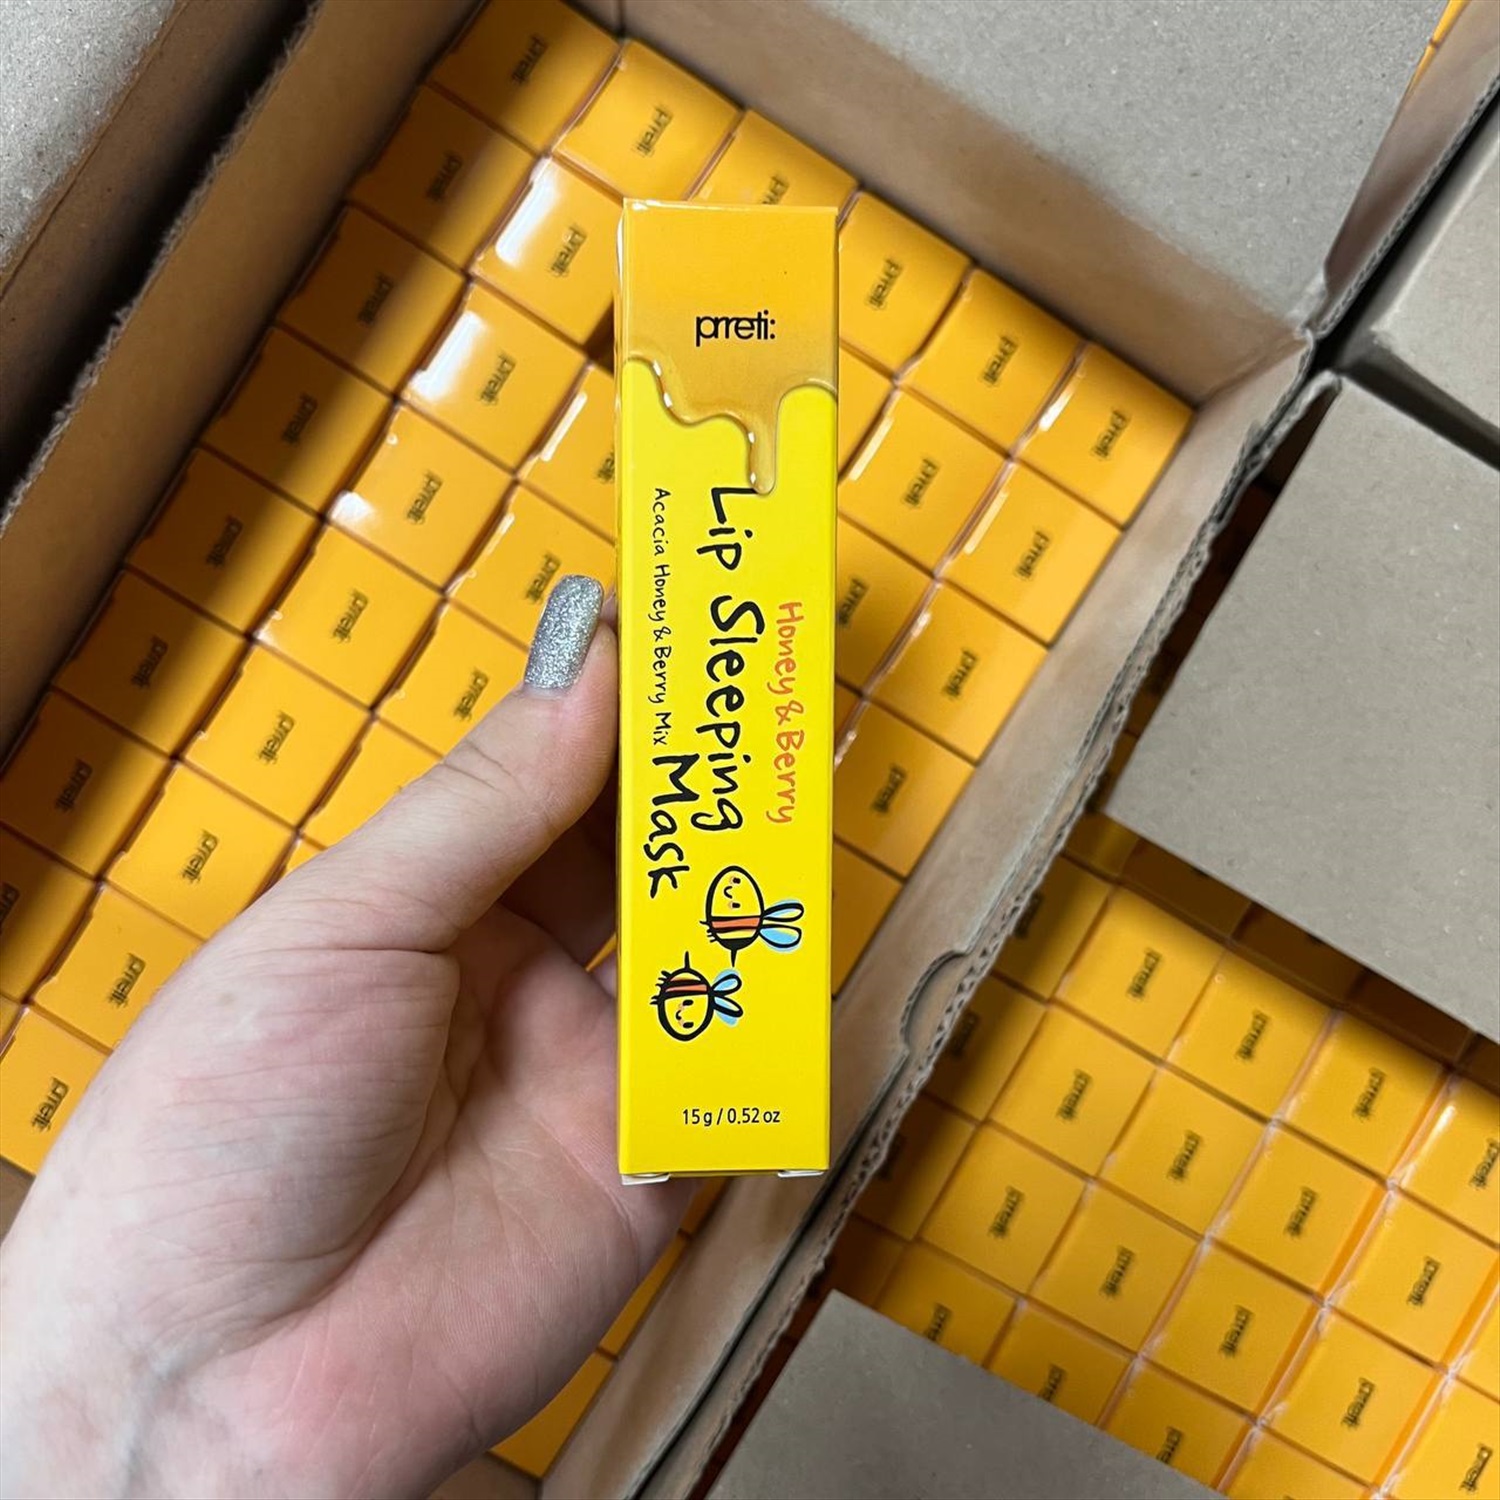 prreti:
Honey & Berry
Lip Sleeping
Mask
Acacia Honey & Berry Mix
15g / 0.52 oz